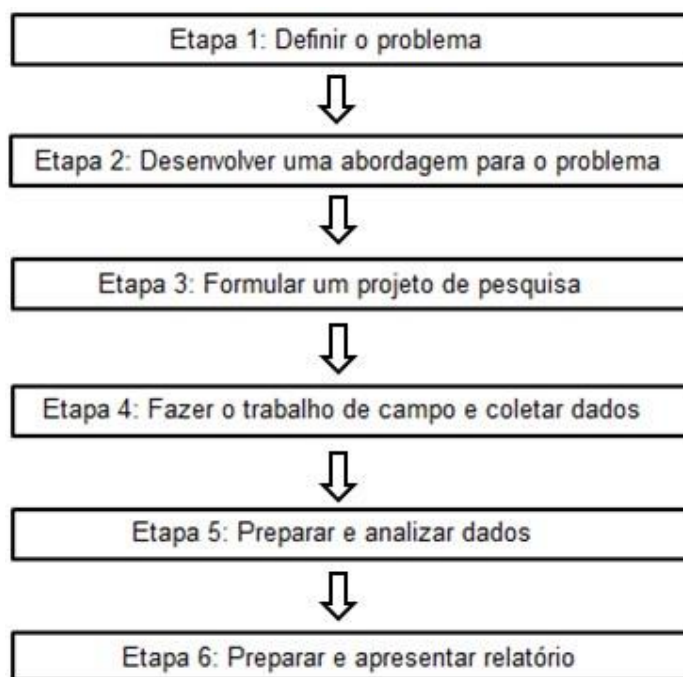 Etapa 1: Definir o problema
Etapa 2: Desenvolver uma abordagem para o problema
Etapa 3: Formular um projeto de pesquisa
Etapa 4: Fazer o trabalho de campo e coletar dados
Etapa 5: Preparar e analizar dados
Etapa 6: Preparar e apresentar relatório